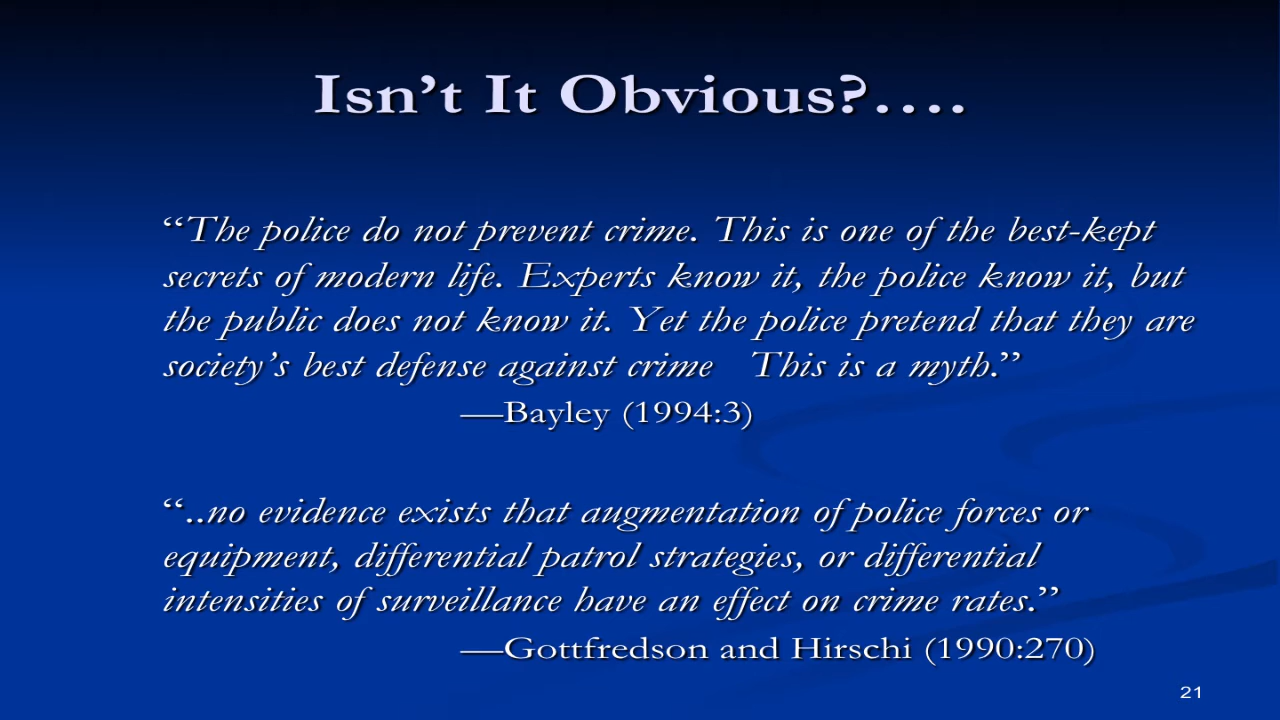 Isn’t It Obvious?....
“The police do not prevent crime. This is one of the best-kept
secrets of modern life. Experts know it, the police know it, but
the public does not know it. Yet the police pretend that they are
society’s best defense against crime This is a myth.”
—Bayley (1994:3)
“..no evidence exists that augmentation of police forces or
equipment, differential patrol strategies, or differential
intensities of surveillance have an effect on crime rates.”
—Gottfredson and Hirschi (1990:270)
21